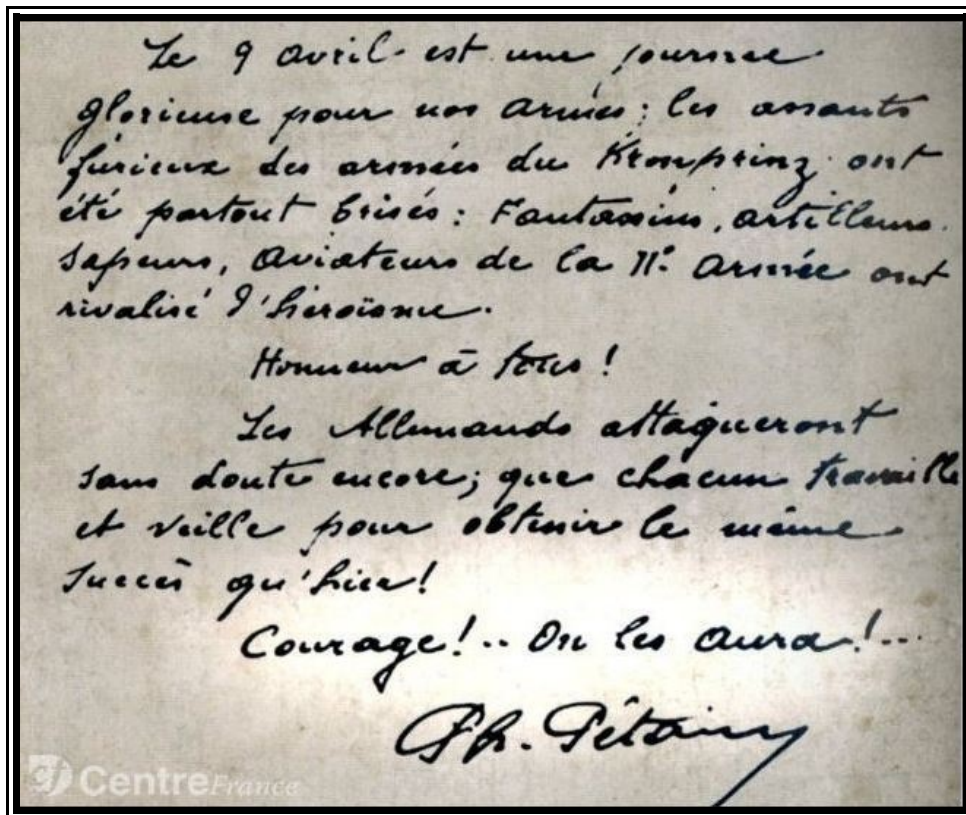 Le 9 avril est une journée
glorieuse pour nos armées ; les assauts
furieux des armées du Kronprinz ont
été partout brisés : Fantassins, artilleurs,
sapeurs, aviateurs de la IIe Armée ont
rivalisé d'héroïsme.
Honneur à tous !
Les Allemands attaqueront
sans doute encore ; que chacun travaille
et veille pour obtenir le même
succès qu'hier !
Courage !.. On les aura !...
Ph. Pétain
CentreFrance